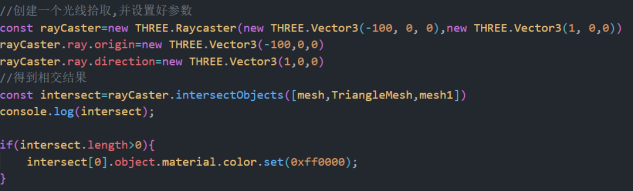 //创建一个光线拾取,并设置好参数
const rayCaster=new THREE.Raycaster(new THREE.Vector3(-100, 0, 0),new THREE.Vector3(1, 0,0))
rayCaster.ray.origin=new THREE.Vector3(-100,0,0)
rayCaster.ray.direction=new THREE.Vector3(1,0,0)
//得到相交结果
const intersect=rayCaster.intersectObjects([mesh,TriangleMesh,mesh1])
console.log(intersect);
if(intersect.length>0){
intersect[0].object.material.color.set(0xff0000);
}